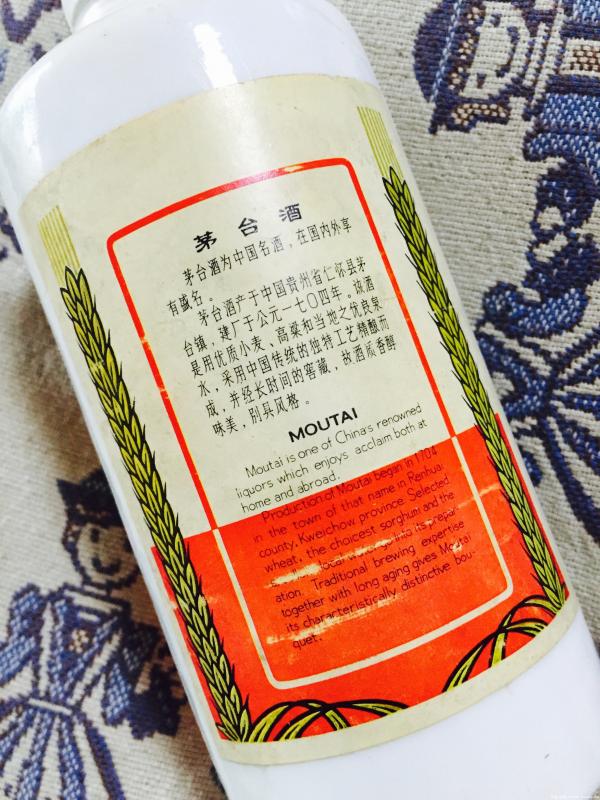 茅台酒
茅台酒为中国名酒，在国内外享
有盛名。
茅台酒产于中国贵州省仁怀县茅
台镇，建厂于公元一七〇四年。该酒
是用优质小麦、高粱和当地之优良泉
水，采用中国传统的独特工艺精酿而
成，并经长时间的窖藏，故酒质香醇
味美，别具风格。
MOUTAI
Moutai is one of China's renowned
liquors which enjoys acclaim both at
home and abroad.
Production of Moutai began in 1704
in the town of that name in Renhuai
county, Kweichow province. Selected
wheat, the choicest sorghum and the
into its prepar-
ation. Traditional brewing expertise
together with long aging gives Moutai
its characteristically distinctive bou-
quet.